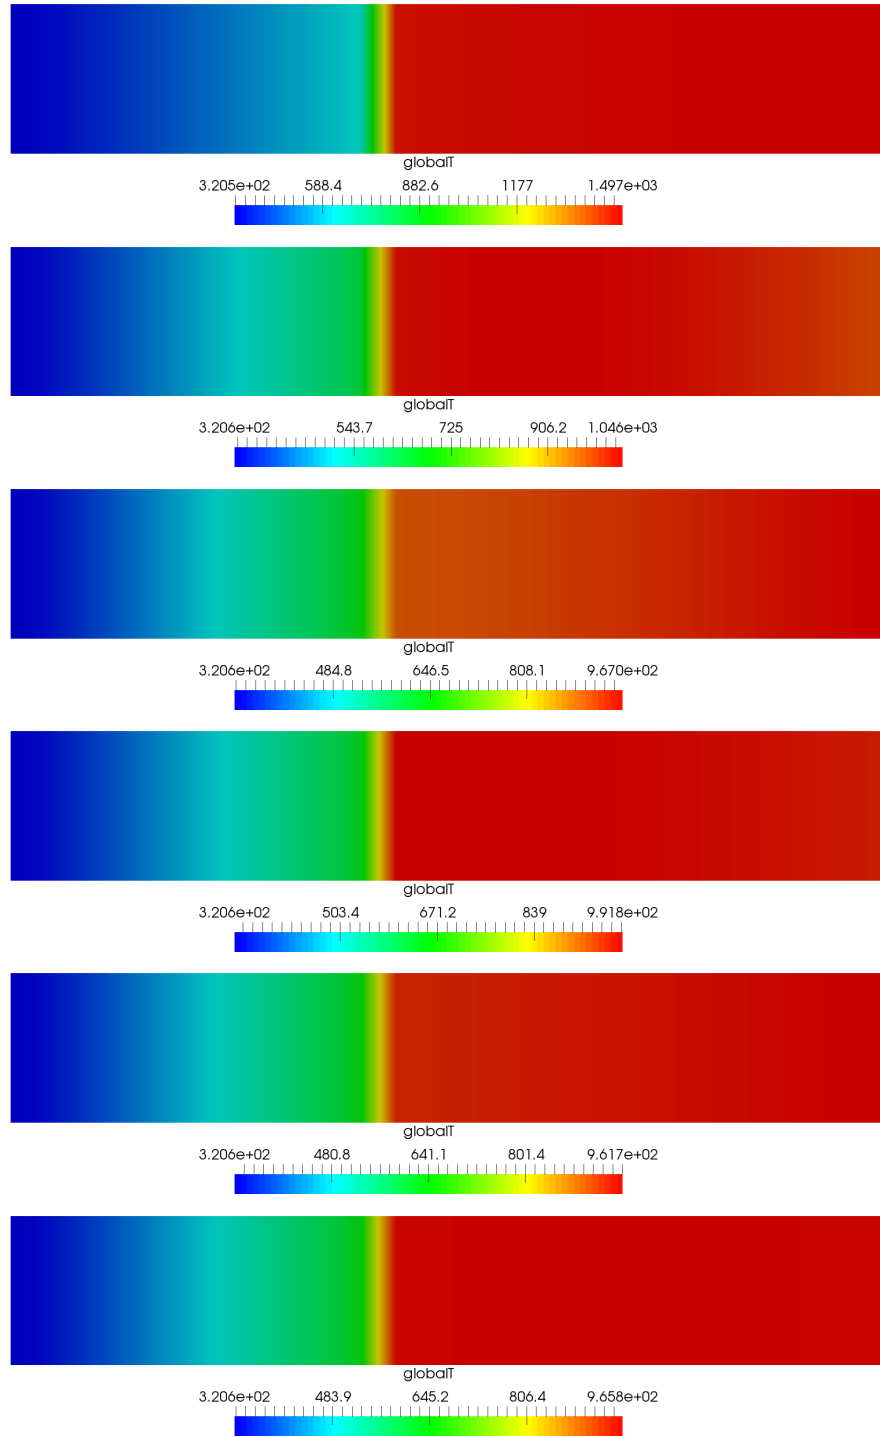 globalT
3.205e+02 588.4 882.6 1177 1.497e+03
globalT
3.206e+02 543.7 725 906.2 1.046e+03
globalT
3.206e+02 484.8 646.5 808.1 9.670e+02
globalT
3.206e+02 503.4 671.2 839 9.918e+02
globalT
3.206e+02 480.8 641.1 801.4 9.617e+02
globalT
3.206e+02 483.9 645.2 806.4 9.658e+02